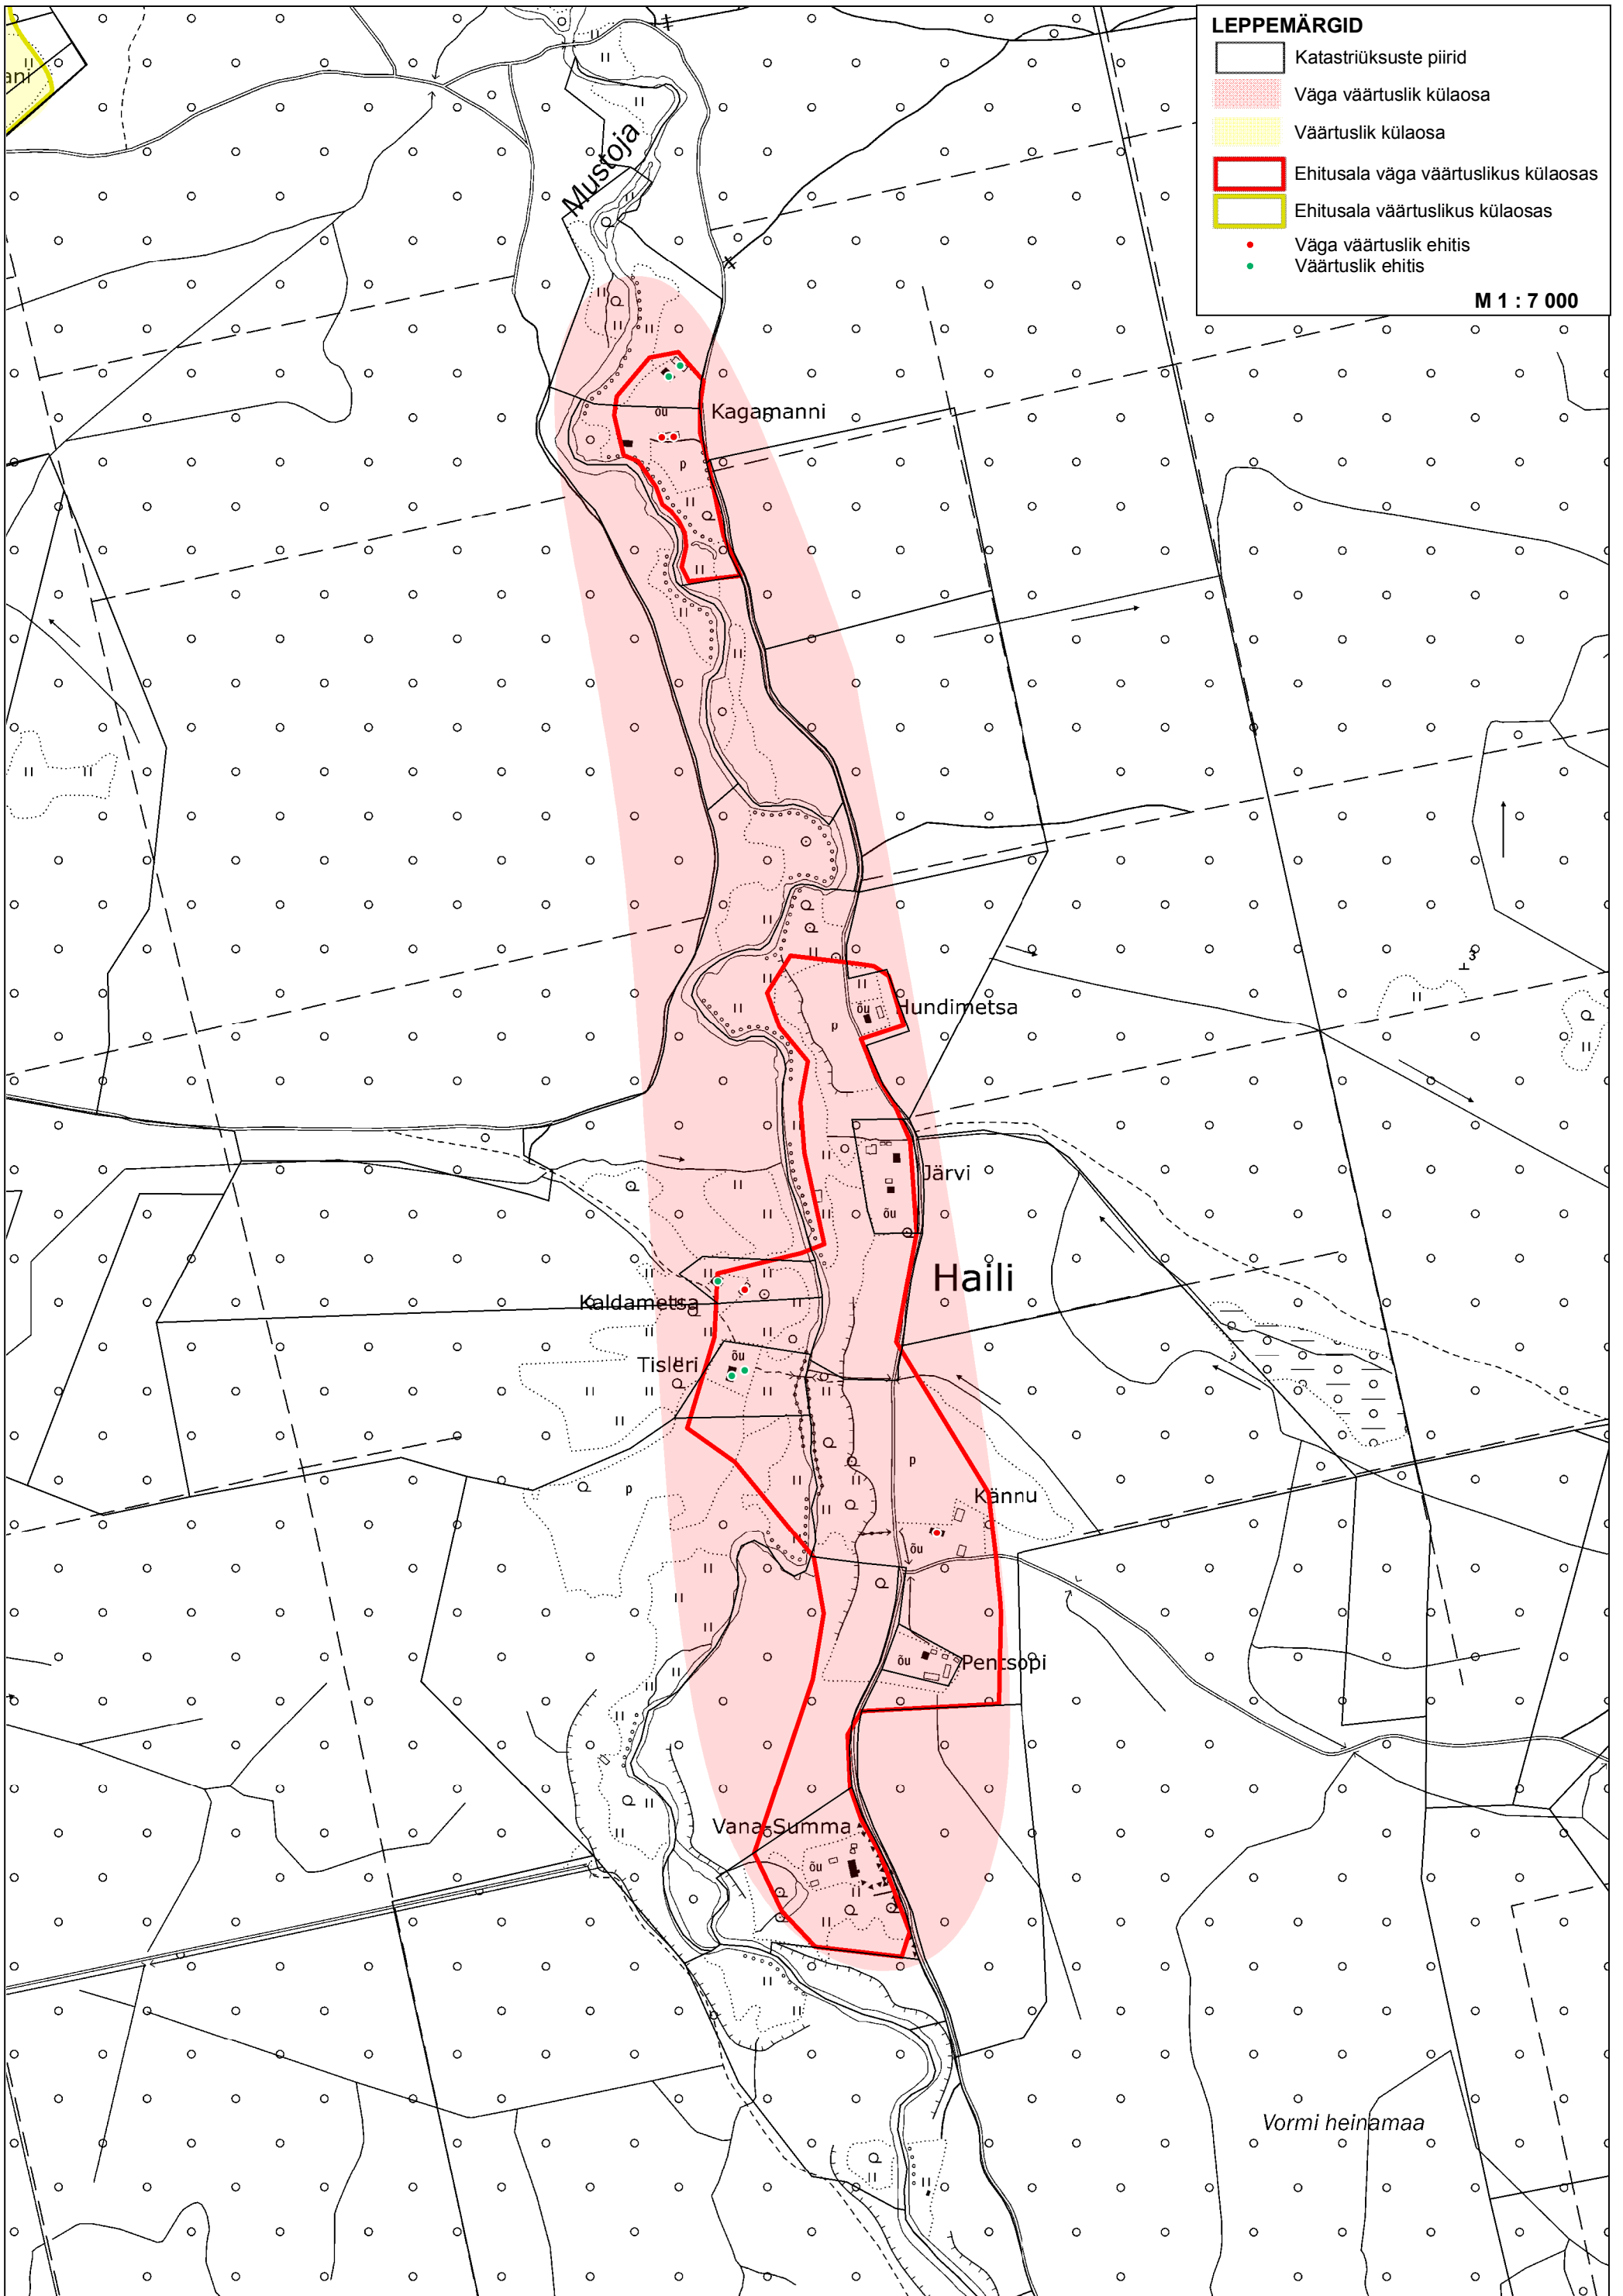 LEPPEMÄRGID
Katastriüksuste piirid
Väga väärtuslik külaosa
Väärtuslik külaosa
Ehitusala väga väärtuslikus külaosas
Ehitusala väärtuslikus külaosas
Väga väärtuslik ehitis
Väärtuslik ehitis
M 1 : 7 000
ani
Mustoja
õu
Kagamanni
p
3
Hundimetsa
õu
p
Järvi
õu
Haili
Kaldametsa
Tisleri
õu
p
p
Kännu
õu
õu
Pentsopi
Vana-Summa
õu
Vormi heinamaa